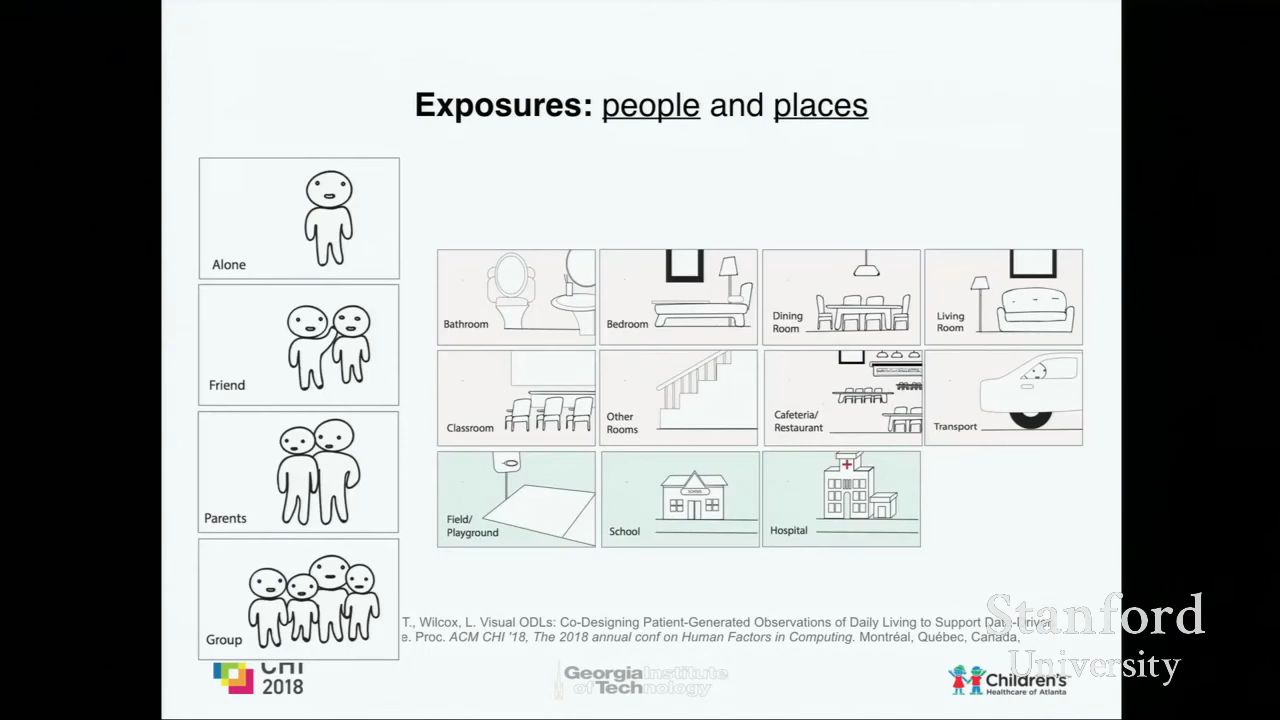 Exposures: people and places
Alone
Friend
Parents
Group
Bathroom
Bedroom
Dining
Room
Living
Room
Classroom
Other
Rooms
Cafeteria/
Restaurant
Transport
Field/
Playground
SCHOOL
School
Hospital
T., Wilcox, L. Visual ODLs: Co-Designing Patient-Generated Observations of Daily Living to Support Data-Driven
e. Proc. ACM CHI '18, The 2018 annual conf on Human Factors in Computing. Montréal, Québec, Canada,
CHI
2018
Georgia Institute
of Technology
Children's
Healthcare of Atlanta
Stanford
University